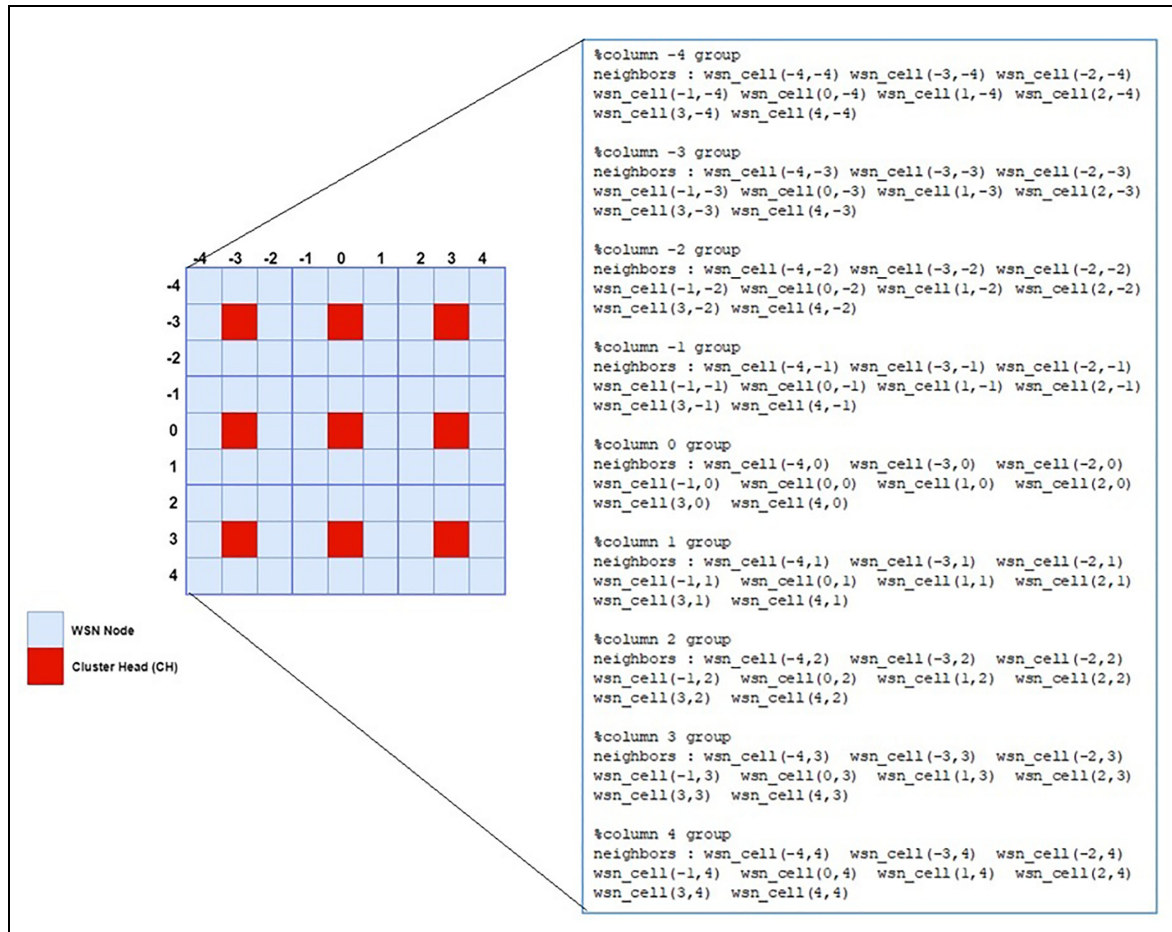 %column -4 group
neighbors : wsn_cell(-4,-4) wsn_cell(-3,-4) wsn_cell(-2,-4)
wsn_cell(-1,-4) wsn_cell(0,-4) wsn_cell(1,-4) wsn_cell(2,-4)
wsn_cell(3,-4) wsn_cell(4,-4)
%column -3 group
neighbors : wsn_cell(-4,-3) wsn_cell(-3,-3) wsn_cell(-2,-3)
wsn_cell(-1,-3) wsn_cell(0,-3) wsn_cell(1,-3) wsn_cell(2,-3)
wsn_cell(3,-3) wsn_cell(4,-3)
%column -2 group
neighbors : wsn_cell(-4,-2) wsn_cell(-3,-2) wsn_cell(-2,-2)
wsn_cell(-1,-2) wsn_cell(0,-2) wsn_cell(1,-2) wsn_cell(2,-2)
wsn_cell(3,-2) wsn_cell(4,-2)
%column -1 group
neighbors : wsn_cell(-4,-1) wsn_cell(-3,-1) wsn_cell(-2,-1)
wsn_cell(-1,-1) wsn_cell(0,-1) wsn_cell(1,-1) wsn_cell(2,-1)
wsn_cell(3,-1) wsn_cell(4,-1)
%column 0 group
neighbors : wsn_cell(-4,0) wsn_cell(-3,0) wsn_cell(-2,0)
wsn_cell(-1,0) wsn_cell(0,0) wsn_cell(1,0) wsn_cell(2,0)
wsn_cell(3,0) wsn_cell(4,0)
%column 1 group
neighbors : wsn_cell(-4,1) wsn_cell(-3,1) wsn_cell(-2,1)
wsn_cell(-1,1) wsn_cell(0,1) wsn_cell(1,1) wsn_cell(2,1)
wsn_cell(3,1) wsn_cell(4,1)
%column 2 group
neighbors : wsn_cell(-4,2) wsn_cell(-3,2) wsn_cell(-2,2)
wsn_cell(-1,2) wsn_cell(0,2) wsn_cell(1,2) wsn_cell(2,2)
wsn_cell(3,2) wsn_cell(4,2)
%column 3 group
neighbors : wsn_cell(-4,3) wsn_cell(-3,3) wsn_cell(-2,3)
wsn_cell(-1,3) wsn_cell(0,3) wsn_cell(1,3) wsn_cell(2,3)
wsn_cell(3,3) wsn_cell(4,3)
%column 4 group
neighbors : wsn_cell(-4,4) wsn_cell(-3,4) wsn_cell(-2,4)
wsn_cell(-1,4) wsn_cell(0,4) wsn_cell(1,4) wsn_cell(2,4)
wsn_cell(3,4) wsn_cell(4,4)
-4 -3 -2 -1 0 1 2 3 4
-4
-3
-2
-1
0
1
2
3
4
WSN Node
Cluster Head (CH)